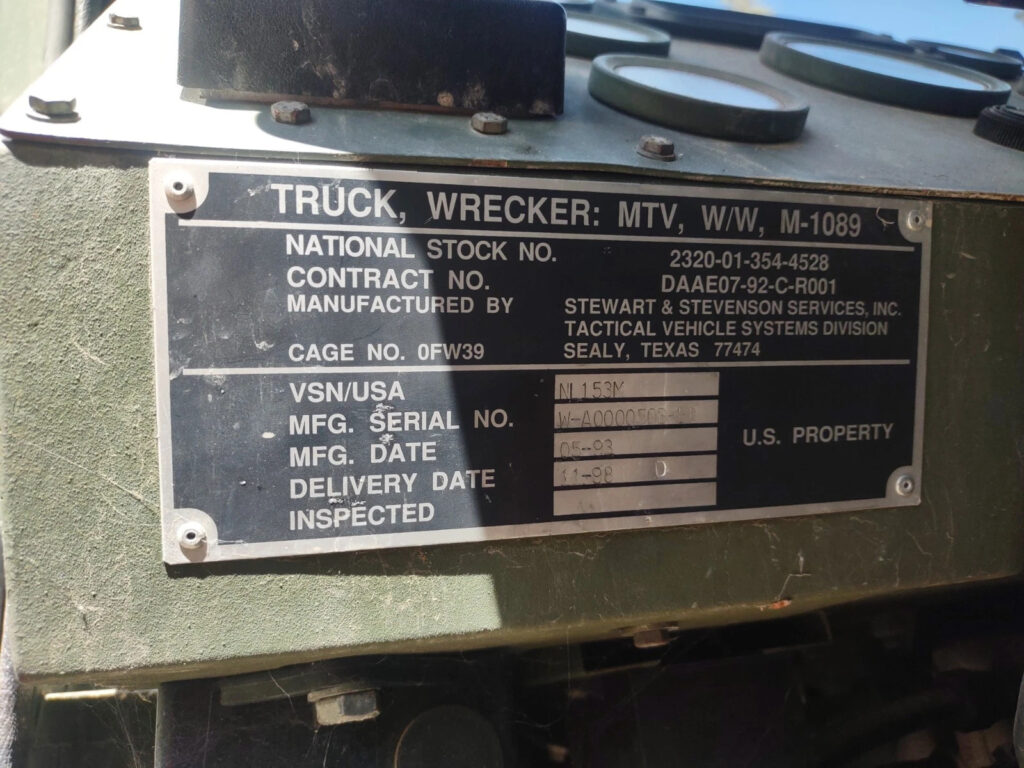 TRUCK, WRECKER: MTV, W/W, M-1089
NATIONAL STOCK NO. 2320-01-354-4528
CONTRACT NO. DAAE07-92-C-R001
MANUFACTURED BY STEWART & STEVENSON SERVICES, INC.
TACTICAL VEHICLE SYSTEMS DIVISION
CAGE NO. 0FW39 SEALY, TEXAS 77474
VSN/USA NL153M
MFG. SERIAL NO.
MFG. DATE 05-93
U.S. PROPERTY
DELIVERY DATE 11-98
INSPECTED